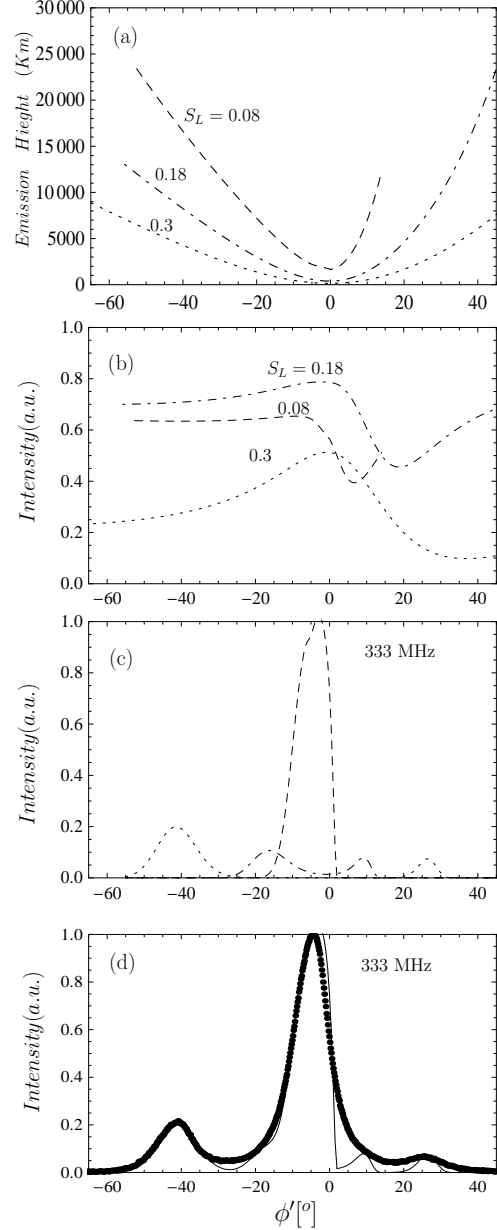 30 000
25 000
20 000
15 000
10 000
5000
0
Emission Hieght (Km)
(a)
S_L = 0.08
0.18
0.3
−60 −40 −20 0 20 40
1.0
0.8
0.6
0.4
0.2
0.0
Intensity(a.u.)
(b)
S_L = 0.18
0.08
0.3
−60 −40 −20 0 20 40
1.0
0.8
0.6
0.4
0.2
0.0
Intensity(a.u.)
(c)
333 MHz
−60 −40 −20 0 20 40
1.0
0.8
0.6
0.4
0.2
0.0
Intensity(a.u.)
(d)
333 MHz
−60 −40 −20 0 20 40
ϕ′[°]